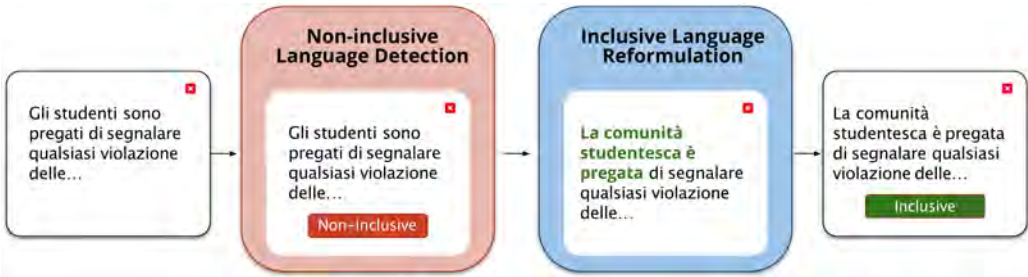 Gli studenti sono
pregati di segnalare
qualsiasi violazione
delle…
Non-inclusive
Language Detection
Gli studenti sono
pregati di segnalare
qualsiasi violazione
delle…
Non-Inclusive
Inclusive Language
Reformulation
La comunità
studentesca è
pregata di segnalare
qualsiasi violazione
delle…
La comunità
studentesca è pregata
di segnalare qualsiasi
violazione delle…
Inclusive